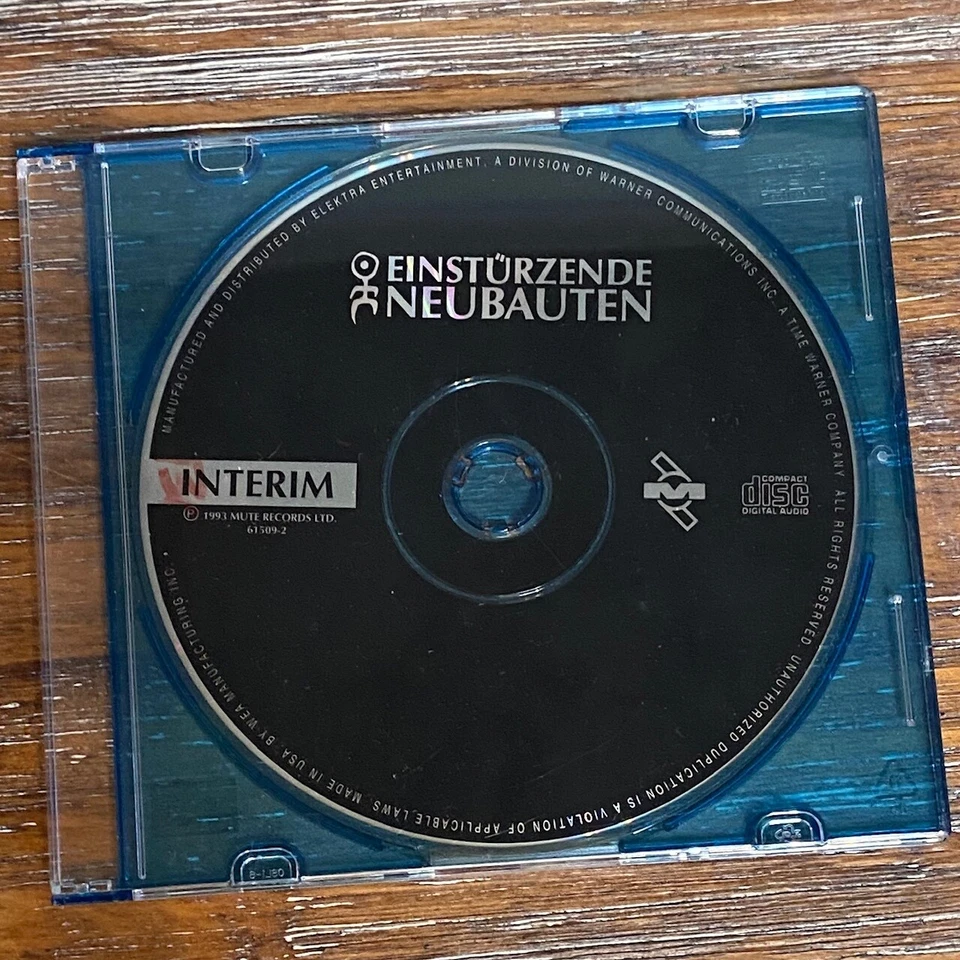 EINSTÜRZENDE
NEUBAUTEN
INTERIM
℗ 1993 MUTE RECORDS LTD.
61509-2
M
COMPACT
disc
DIGITAL AUDIO
MANUFACTURED AND DISTRIBUTED BY ELEKTRA ENTERTAINMENT, A DIVISION OF WARNER COMMUNICATIONS INC. A TIME WARNER COMPANY. ALL RIGHTS RESERVED. UNAUTHORIZED DUPLICATION IS A VIOLATION OF APPLICABLE LAWS. MADE IN USA. BY WEA MANUFACTURING INC.